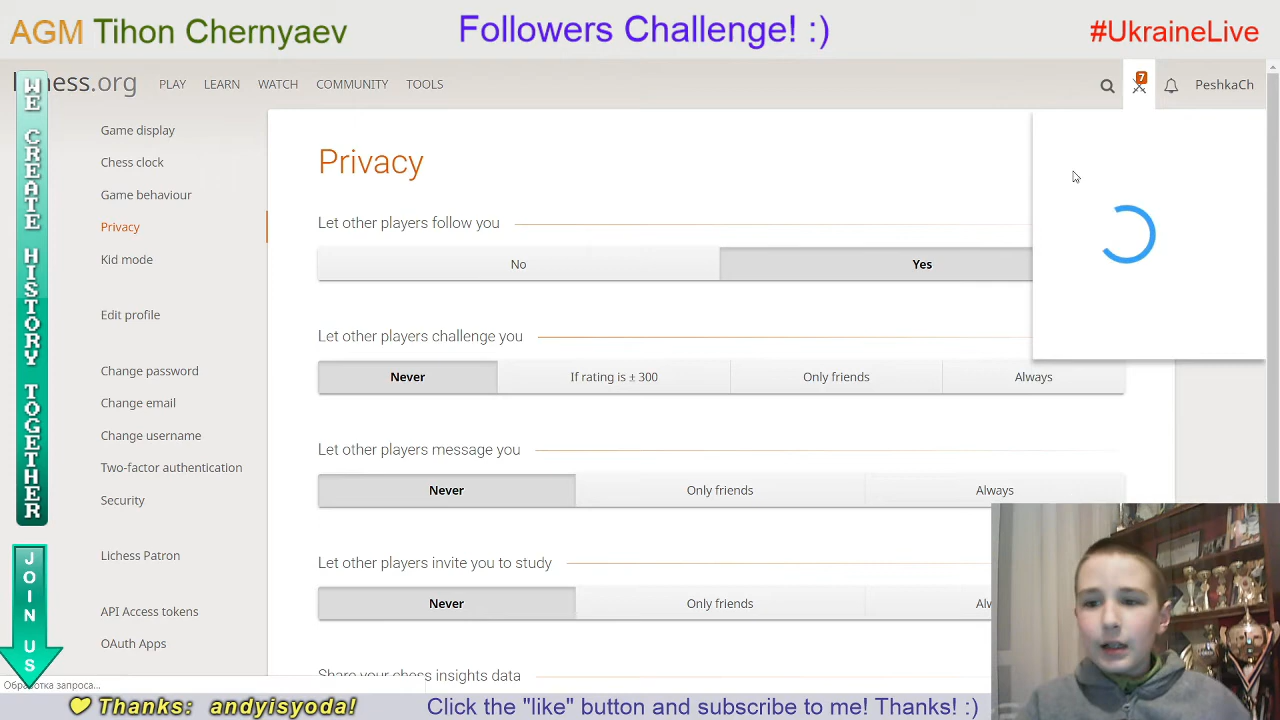 AGM Tihon Chernyaev
Followers Challenge! :)
#UkraineLive
ess.org
PLAY LEARN WATCH COMMUNITY TOOLS
7
PeshkaCh
WE CREATE HISTORY TOGETHER
JOIN US
Game display
Chess clock
Game behaviour
Privacy
Kid mode
Edit profile
Change password
Change email
Change username
Two-factor authentication
Security
Lichess Patron
API Access tokens
OAuth Apps
Privacy
Let other players follow you
No Yes
Let other players challenge you
Never If rating is ± 300 Only friends Always
Let other players message you
Never Only friends Always
Let other players invite you to study
Never Only friends
Share your chess insights data
Обработка запроса...
Thanks: andyisyoda!
Click the "like" button and subscribe to me! Thanks! :)